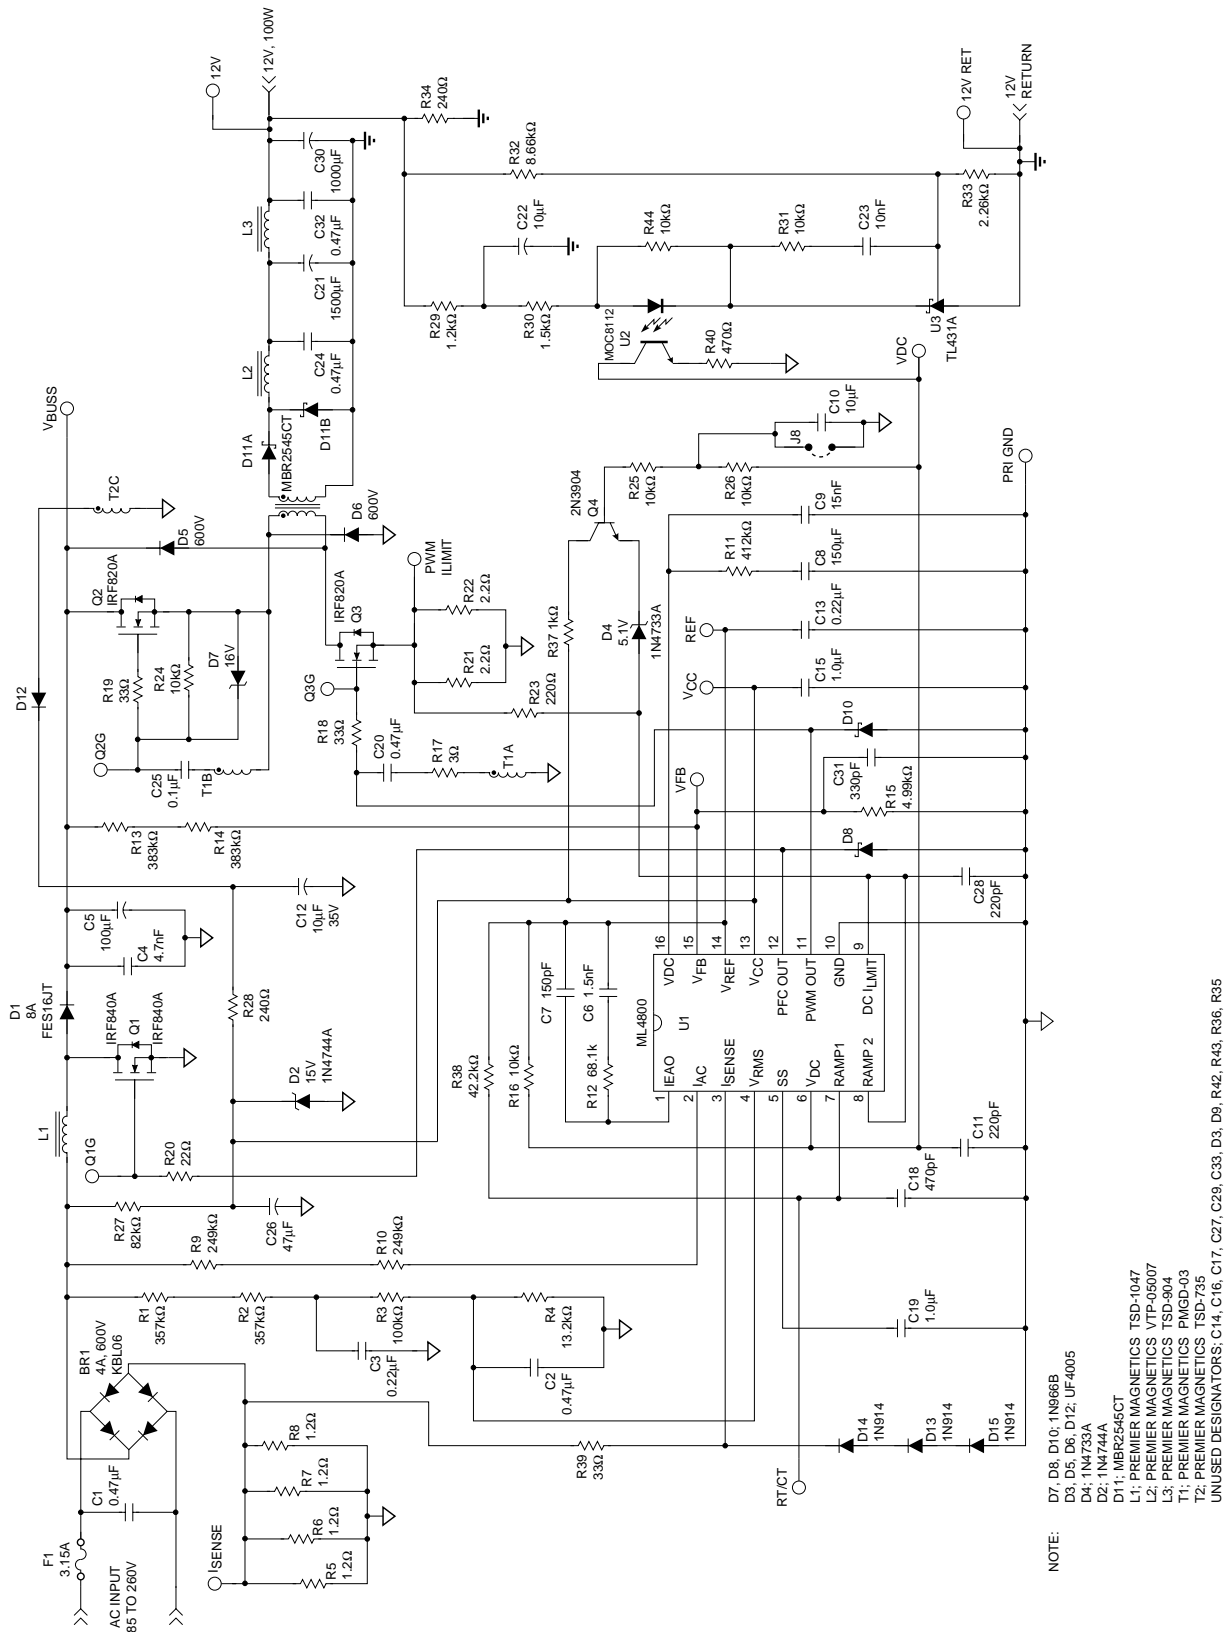 AC INPUT
85 TO 260V
F1
3.15A
C1
0.47µF
BR1
4A, 600V
KBL06
ISENSE
R5
1.2Ω
R6
1.2Ω
R7
1.2Ω
R8
1.2Ω
R1
357kΩ
R2
357kΩ
R3
100kΩ
R4
13.2kΩ
C3
0.22µF
C2
0.47µF
R9
249kΩ
R10
249kΩ
R27
82kΩ
C26
47µF
Q1G
R20
22Ω
L1
D1
8A
FES16JT
IRF840A
Q1
IRF840A
D2
15V
1N4744A
R28
240Ω
C4
4.7nF
C5
100µF
C12
10µF
35V
R13
383kΩ
R14
383kΩ
D12
Q2G
C25
0.1µF
T1B
R19
33Ω
R24
10kΩ
D7
16V
Q2
IRF820A
VBUSS
D5
600V
T2C
D6
600V
D11A
MBR2545CT
D11B
L2
C24
0.47µF
C21
1500µF
L3
C32
0.47µF
C30
1000µF
12V
12V, 100W
R34
240Ω
R18
33Ω
C20
0.47µF
R17
3Ω
T1A
Q3G
IRF820A
Q3
PWM
ILIMIT
R21
2.2Ω
R22
2.2Ω
R23
220Ω
R37 1kΩ
D4
5.1V
1N4733A
2N3904
Q4
R25
10kΩ
R26
10kΩ
J8
C10
10µF
R29
1.2kΩ
C22
10µF
R30
1.5kΩ
MOC8112
U2
R40
470Ω
R44
10kΩ
R31
10kΩ
C23
10nF
R32
8.66kΩ
R33
2.26kΩ
U3
TL431A
12V RET
12V
RETURN
VDC
PRI GND
R11
412kΩ
C9
15nF
C8
150µF
REF
C13
0.22µF
VCC
C15
1.0µF
VFB
D10
C31
330pF
R15
4.99kΩ
D8
C28
220pF
R38
42.2kΩ
R16 10kΩ
C7 150pF
C6 1.5nF
R12 68.1k
ML4800
U1
1 IEAO
2 IAC
3 ISENSE
4 VRMS
5 SS
6 VDC
7 RAMP1
8 RAMP 2
VDC 16
VFB 15
VREF 14
VCC 13
PFC OUT 12
PWM OUT 11
GND 10
DC ILMIT 9
C11
220pF
C18
470pF
C19
1.0µF
RT/CT
R39
33Ω
D14
1N914
D13
1N914
D15
1N914
NOTE: D7, D8, D10; 1N966B
D3, D5, D6, D12; UF4005
D4; 1N4733A
D2; 1N4744A
D11; MBR2545CT
L1; PREMIER MAGNETICS TSD-1047
L2; PREMIER MAGNETICS VTP-05007
L3; PREMIER MAGNETICS TSD-904
T1; PREMIER MAGNETICS PMGD-03
T2; PREMIER MAGNETICS TSD-735
UNUSED DESIGNATORS; C14, C16, C17, C27, C29, C33, D3, D9, R42, R43, R36, R35